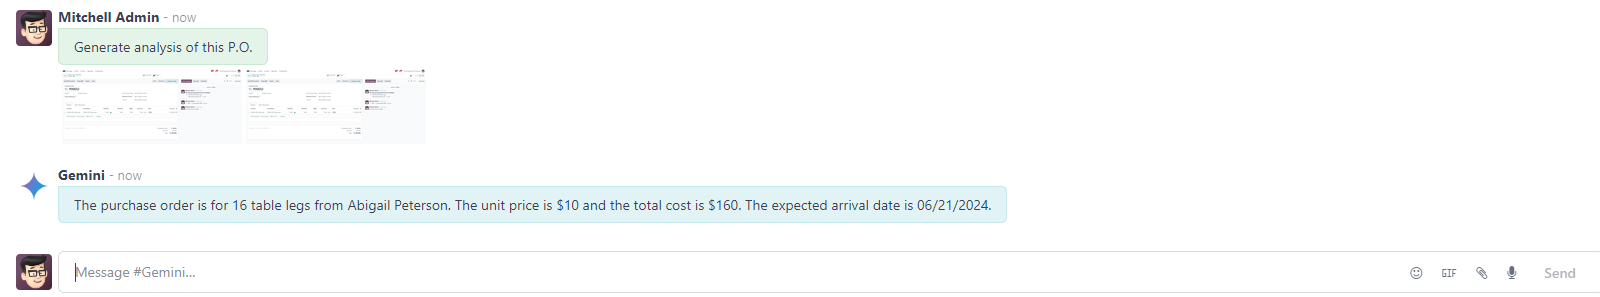 Mitchell Admin - now
Generate analysis of this P.O.
Gemini - now
The purchase order is for 16 table legs from Abigail Peterson. The unit price is $10 and the total cost is $160. The expected arrival date is 06/21/2024.
Message #Gemini...
GIF
Send